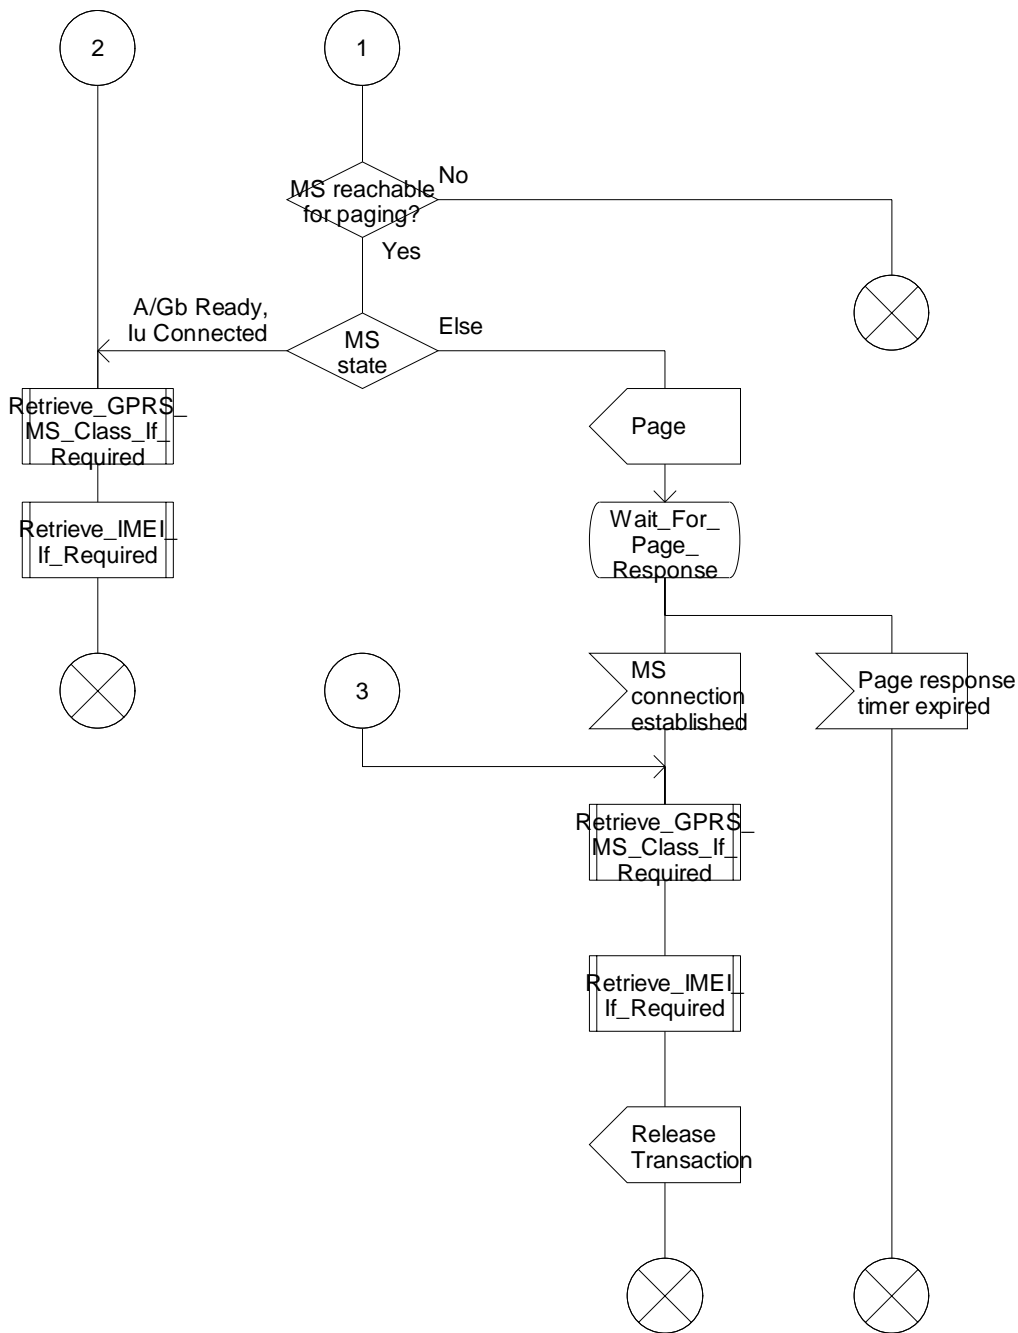 2
1
MS reachable
for paging?
No
Yes
A/Gb Ready,
Iu Connected
MS
state
Else
Retrieve_GPRS_
MS_Class_If_
Required
Page
Retrieve_IMEI_
If_Required
Wait_For_
Page_
Response
3
MS
connection
established
Page response
timer expired
Retrieve_GPRS_
MS_Class_If_
Required
Retrieve_IMEI_
If_Required
Release
Transaction